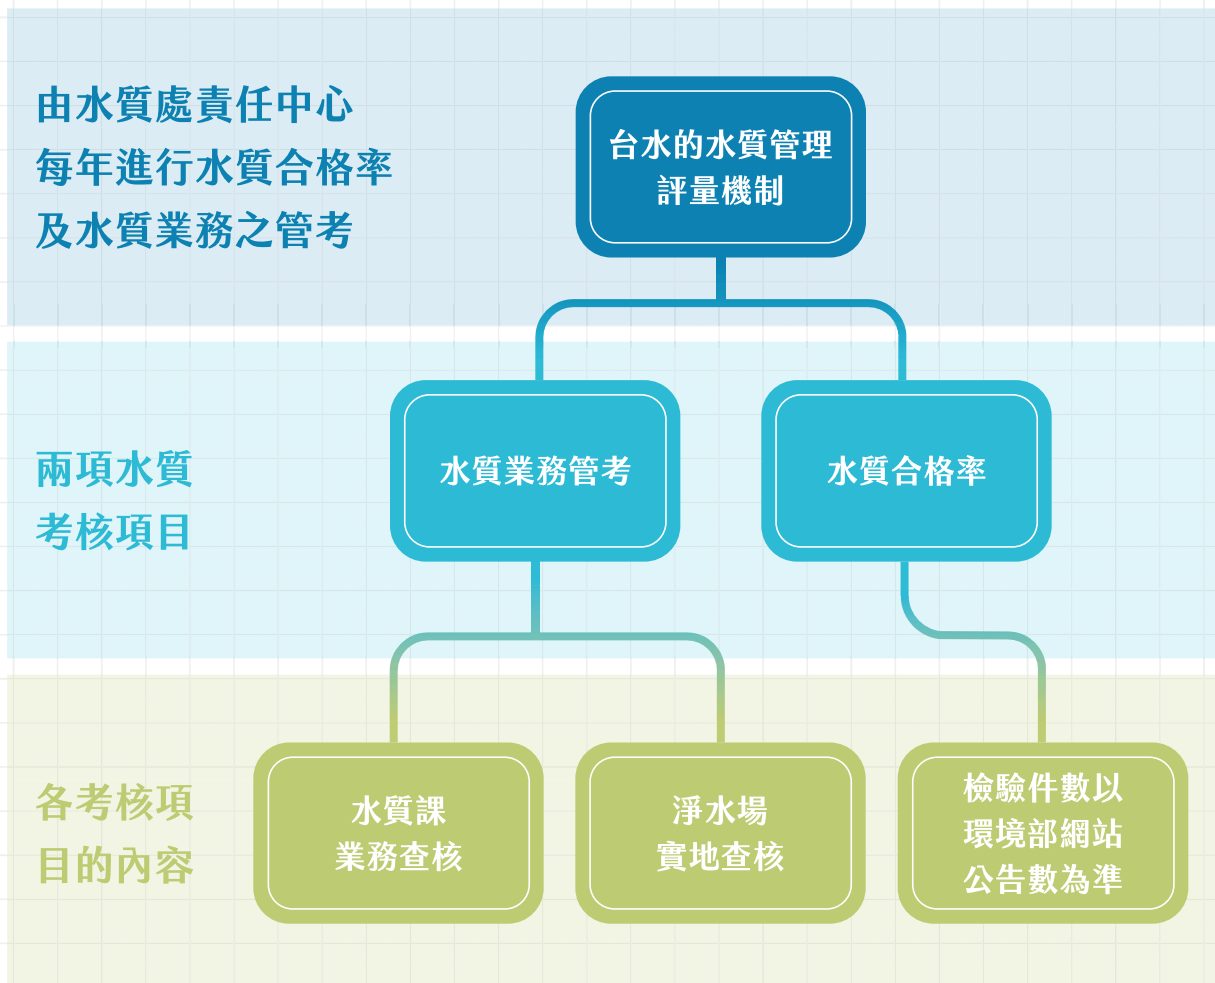 由水質處責任中心
每年進行水質合格率
及水質業務之管考
台水的水質管理
評量機制
兩項水質
考核項目
水質業務管考
水質合格率
各考核項
目的內容
水質課
業務查核
淨水場
實地查核
檢驗件數以
環境部網站
公告數為準